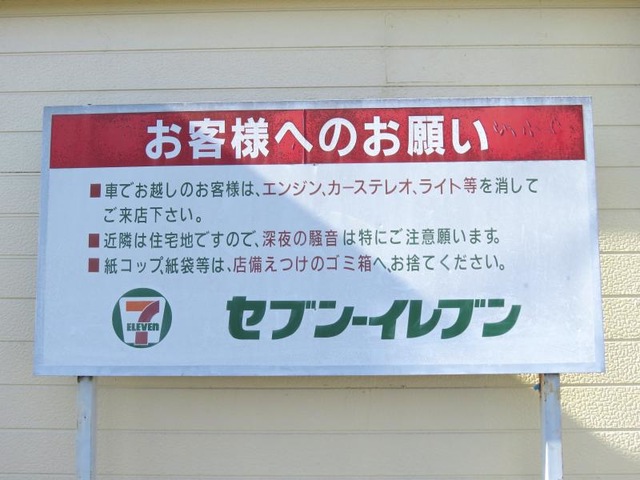 お客様へのお願い
■車でお越しのお客様は、エンジン、カーステレオ、ライト等を消して
ご来店下さい。
■近隣は住宅地ですので、深夜の騒音は特にご注意願います。
■紙コップ、紙袋等は、店備えつけのゴミ箱へ、お捨てください。
7
ELEVEn
セブン-イレブン